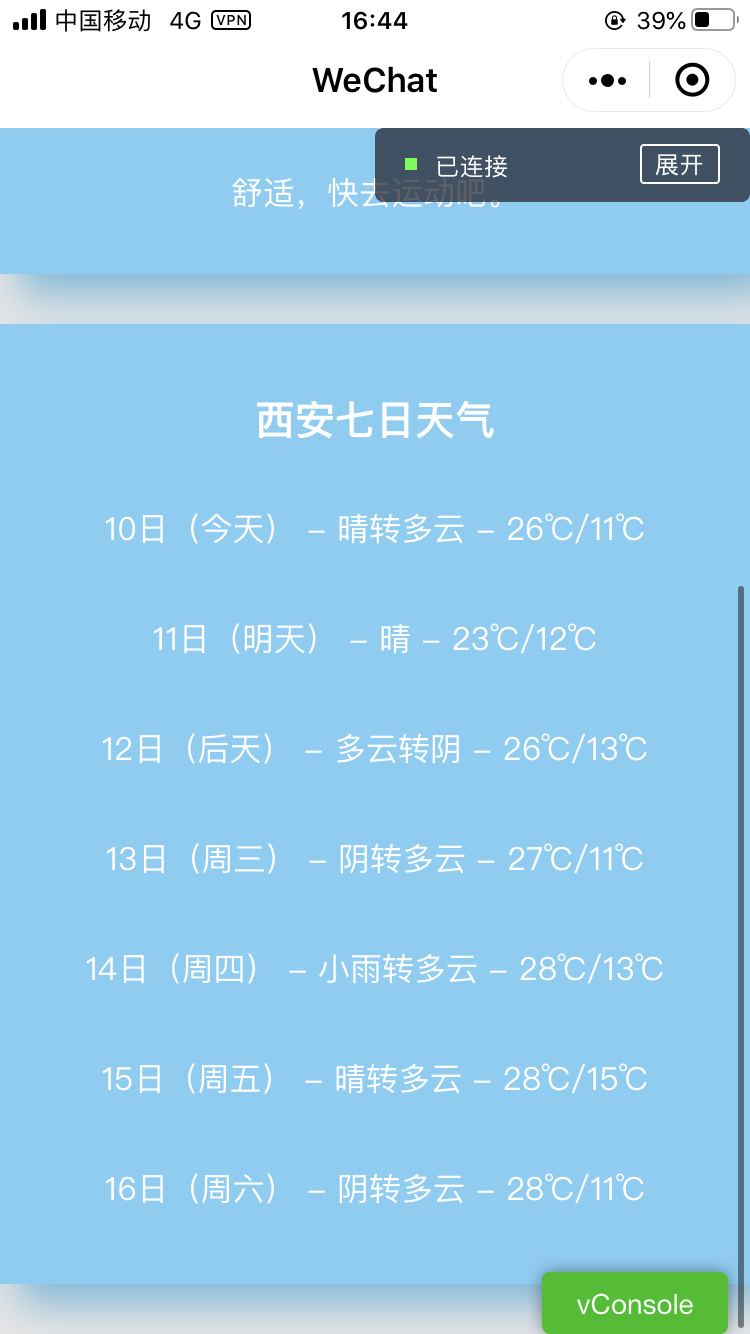 中国移动 4G VPN 16:44 39%
WeChat
已连接 展开
舒适，快去运动吧。
西安七日天气
10日（今天） – 晴转多云 – 26℃/11℃
11日（明天） – 晴 – 23℃/12℃
12日（后天） – 多云转阴 – 26℃/13℃
13日（周三） – 阴转多云 – 27℃/11℃
14日（周四） – 小雨转多云 – 28℃/13℃
15日（周五） – 晴转多云 – 28℃/15℃
16日（周六） – 阴转多云 – 28℃/11℃
vConsole